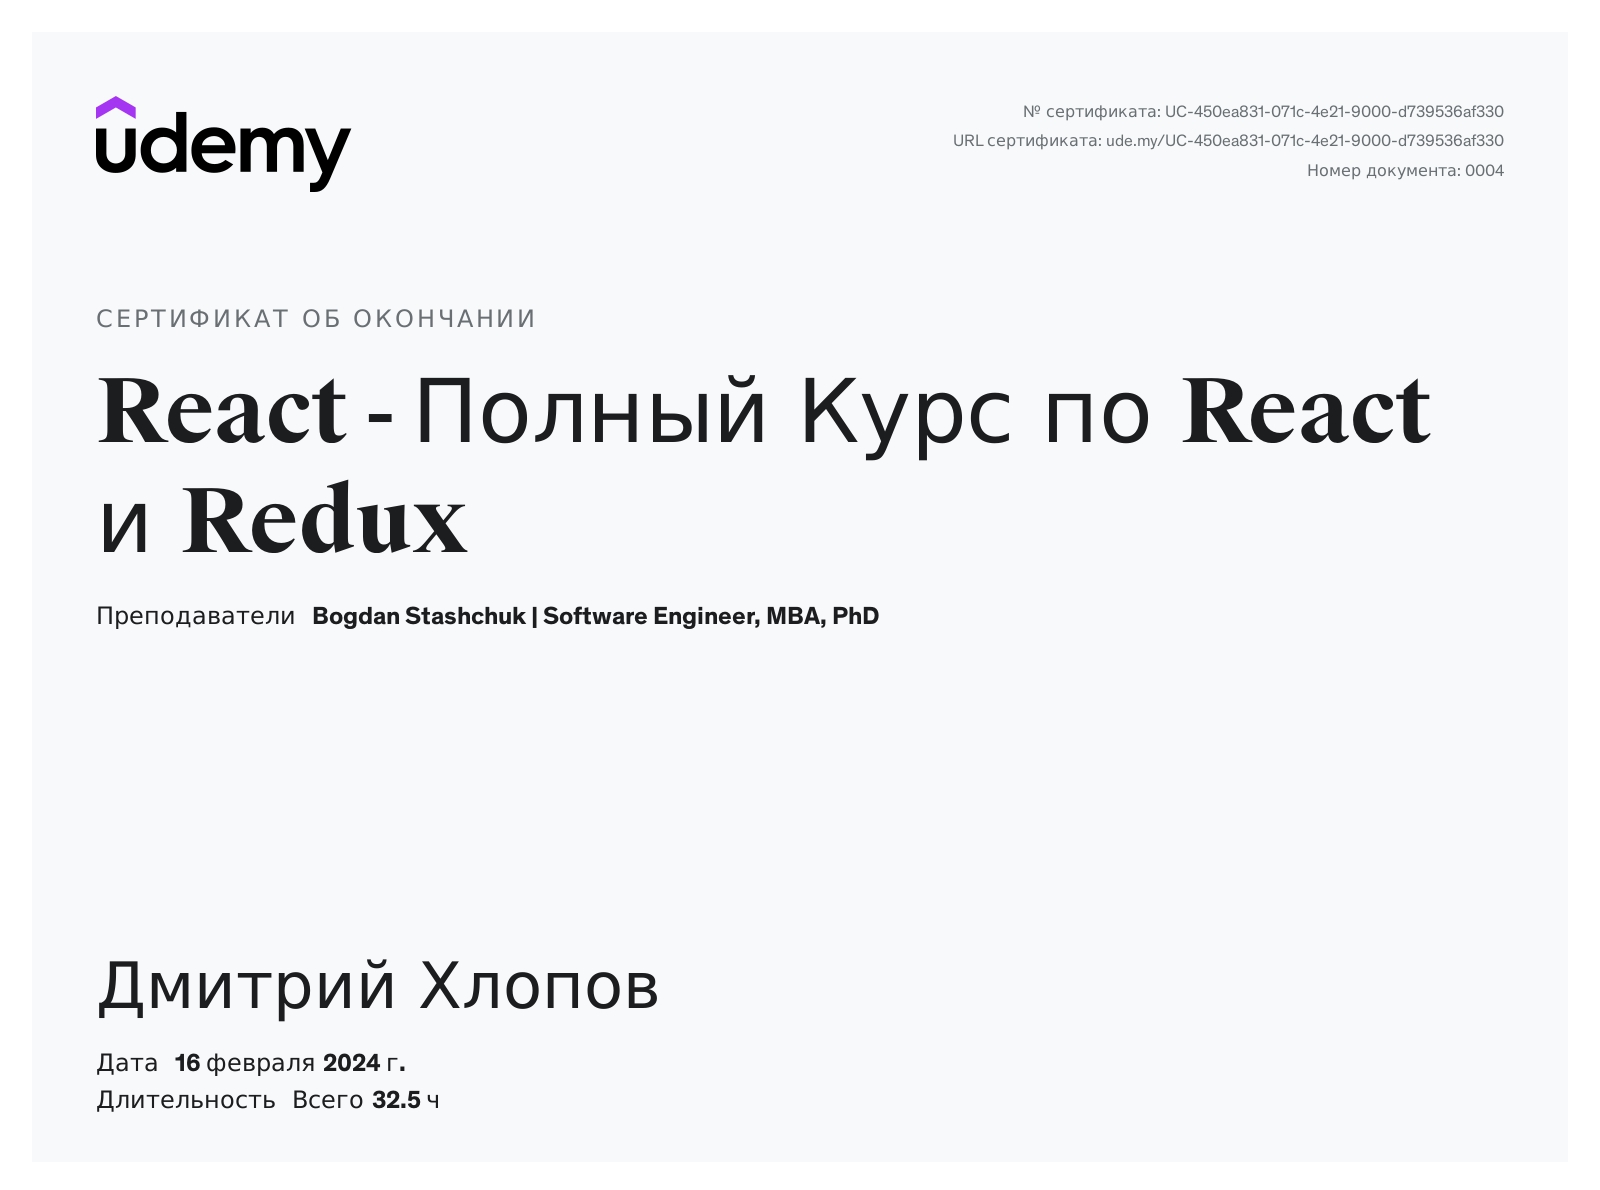 udemy
№ сертификата: UC-450ea831-071c-4e21-9000-d739536af330
URL сертификата: ude.my/UC-450ea831-071c-4e21-9000-d739536af330
Номер документа: 0004
СЕРТИФИКАТ ОБ ОКОНЧАНИИ
React - Полный Курс по React
и Redux
Преподаватели Bogdan Stashchuk | Software Engineer, MBA, PhD
Дмитрий Хлопов
Дата 16 февраля 2024 г.
Длительность Всего 32.5 ч